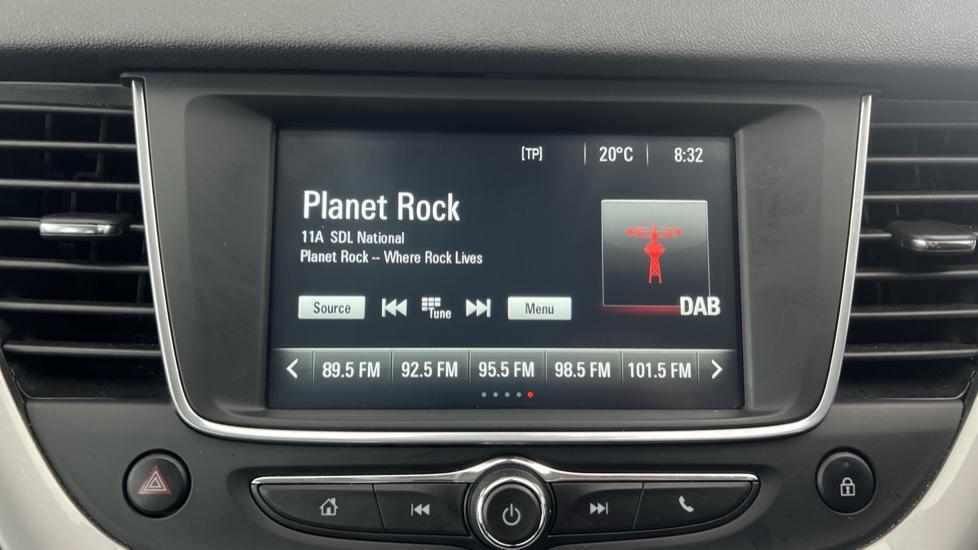 [TP] 20°C 8:32
Planet Rock
11A SDL National
Planet Rock -- Where Rock Lives
DAB
Source Tune Menu
89.5 FM 92.5 FM 95.5 FM 98.5 FM 101.5 FM